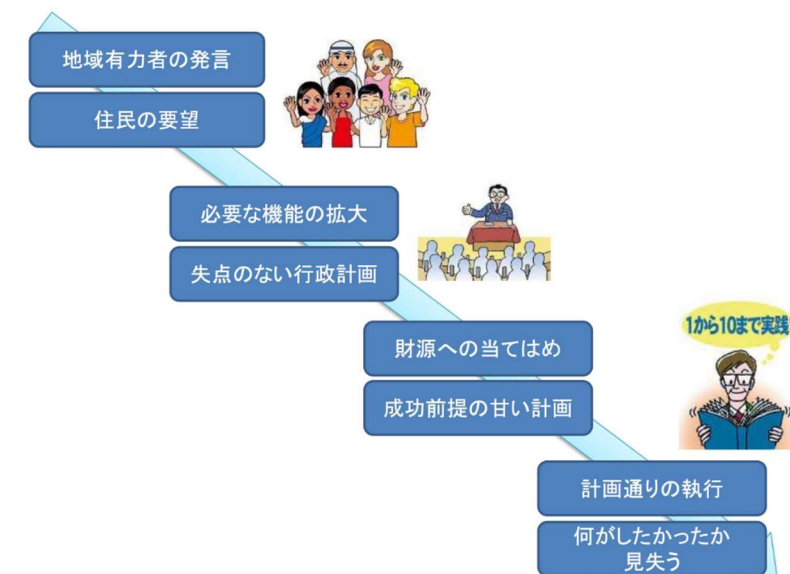 地域有力者の発言
住民の要望
必要な機能の拡大
失点のない行政計画
財源への当てはめ
成功前提の甘い計画
1から10まで実践
計画通りの執行
何がしたかったか
見失う